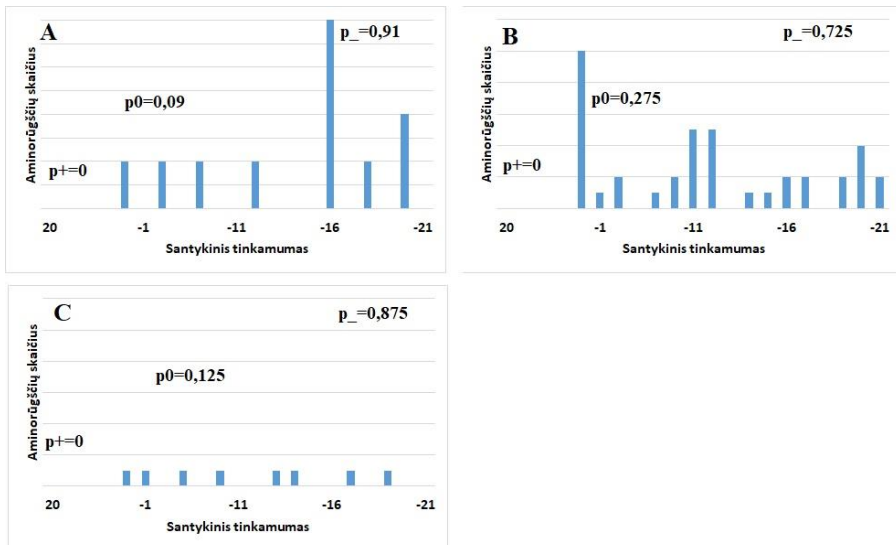 A
p_=0,91
p0=0,09
p+=0
Aminorūgščių skaičius
20 -1 -11 -16 -21
Santykinis tinkamumas
B
p_=0,725
p0=0,275
p+=0
Aminorūgščių skaičius
20 -1 -11 -16 -21
Santykinis tinkamumas
C
p_=0,875
p0=0,125
p+=0
Aminorūgščių skaičius
20 -1 -11 -16 -21
Santykinis tinkamumas